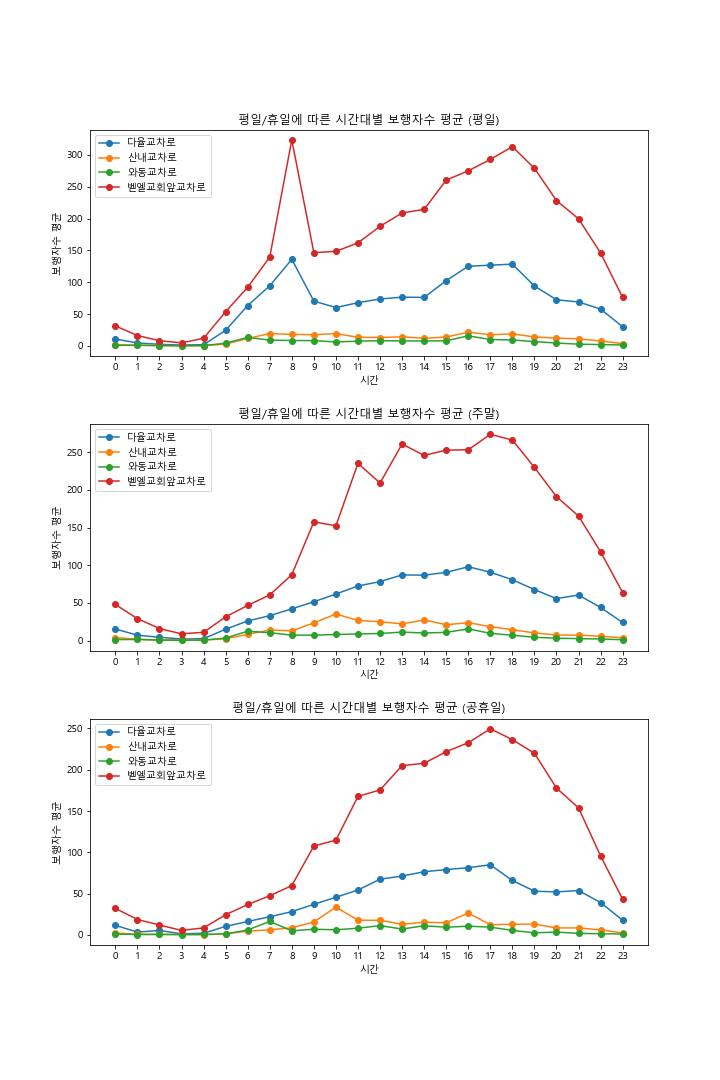 평일/휴일에 따른 시간대별 보행자수 평균 (평일)
보행자수 평균
300
250
200
150
100
50
0
다율교차로
산내교차로
와동교차로
벧엘교회앞교차로
0 1 2 3 4 5 6 7 8 9 10 11 12 13 14 15 16 17 18 19 20 21 22 23
시간
평일/휴일에 따른 시간대별 보행자수 평균 (주말)
보행자수 평균
250
200
150
100
50
0
다율교차로
산내교차로
와동교차로
벧엘교회앞교차로
0 1 2 3 4 5 6 7 8 9 10 11 12 13 14 15 16 17 18 19 20 21 22 23
시간
평일/휴일에 따른 시간대별 보행자수 평균 (공휴일)
보행자수 평균
250
200
150
100
50
0
다율교차로
산내교차로
와동교차로
벧엘교회앞교차로
0 1 2 3 4 5 6 7 8 9 10 11 12 13 14 15 16 17 18 19 20 21 22 23
시간